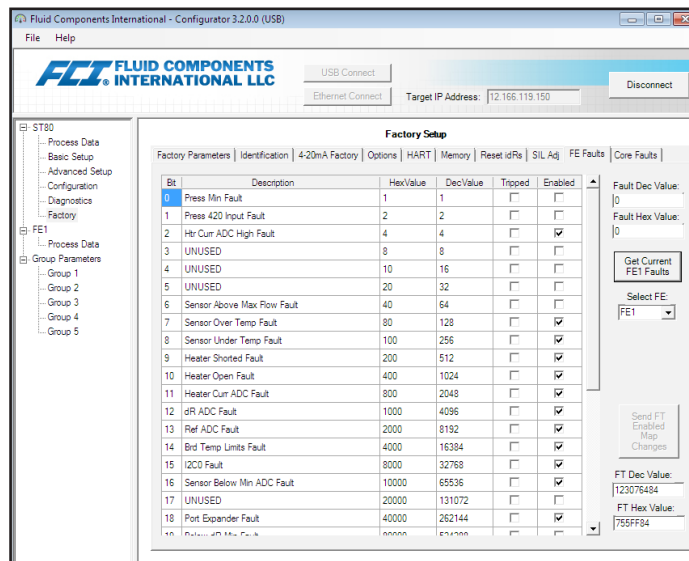 Fluid Components International - Configurator 3.2.0.0 (USB)
File Help
FCI. FLUID COMPONENTS
INTERNATIONAL LLC
USB Connect
Ethernet Connect
Target IP Address: 12.166.119.150
Disconnect
ST80
Process Data
Basic Setup
Advanced Setup
Configuration
Diagnostics
Factory
FE1
Process Data
Group Parameters
Group 1
Group 2
Group 3
Group 4
Group 5
Factory Setup
Factory Parameters Identification 4-20mA Factory Options HART Memory Reset idRs SIL Adj FE Faults Core Faults
Bit Description HexValue DecValue Tripped Enabled
0 Press Min Fault 1 1
1 Press 420 Input Fault 2 2
2 Htr Curr ADC High Fault 4 4
3 UNUSED 8 8
4 UNUSED 10 16
5 UNUSED 20 32
6 Sensor Above Max Flow Fault 40 64
7 Sensor Over Temp Fault 80 128
8 Sensor Under Temp Fault 100 256
9 Heater Shorted Fault 200 512
10 Heater Open Fault 400 1024
11 Heater Curr ADC Fault 800 2048
12 dR ADC Fault 1000 4096
13 Ref ADC Fault 2000 8192
14 Brd Temp Limits Fault 4000 16384
15 I2C0 Fault 8000 32768
16 Sensor Below Min ADC Fault 10000 65536
17 UNUSED 20000 131072
18 Port Expander Fault 40000 262144
19 Below dR Min Fault 80000 524288
Fault Dec Value:
0
Fault Hex Value:
0
Get Current
FE1 Faults
Select FE:
FE1
Send FT
Enabled
Map
Changes
FT Dec Value:
123076484
FT Hex Value:
755FF84